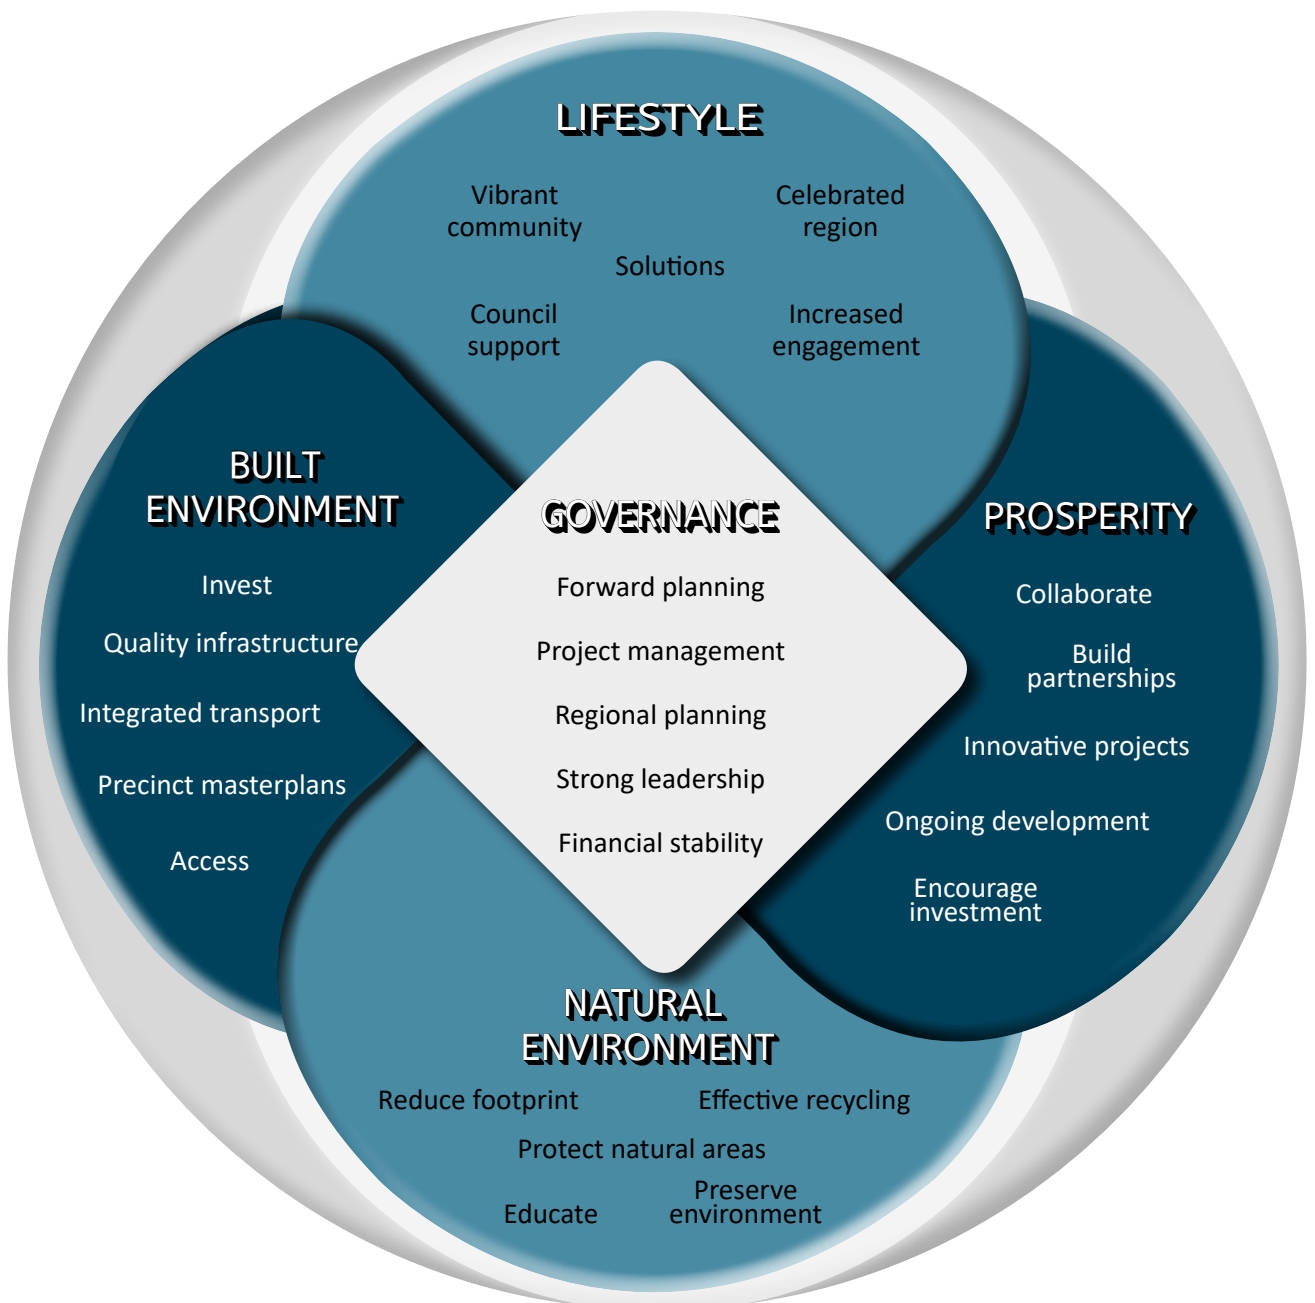 LIFESTYLE
Vibrant
community
Celebrated
region
Solutions
Council
support
Increased
engagement
BUILT
ENVIRONMENT
Invest
Quality infrastructure
Integrated transport
Precinct masterplans
Access
GOVERNANCE
Forward planning
Project management
Regional planning
Strong leadership
Financial stability
PROSPERITY
Collaborate
Build
partnerships
Innovative projects
Ongoing development
Encourage
investment
NATURAL
ENVIRONMENT
Reduce footprint
Effective recycling
Protect natural areas
Educate
Preserve
environment